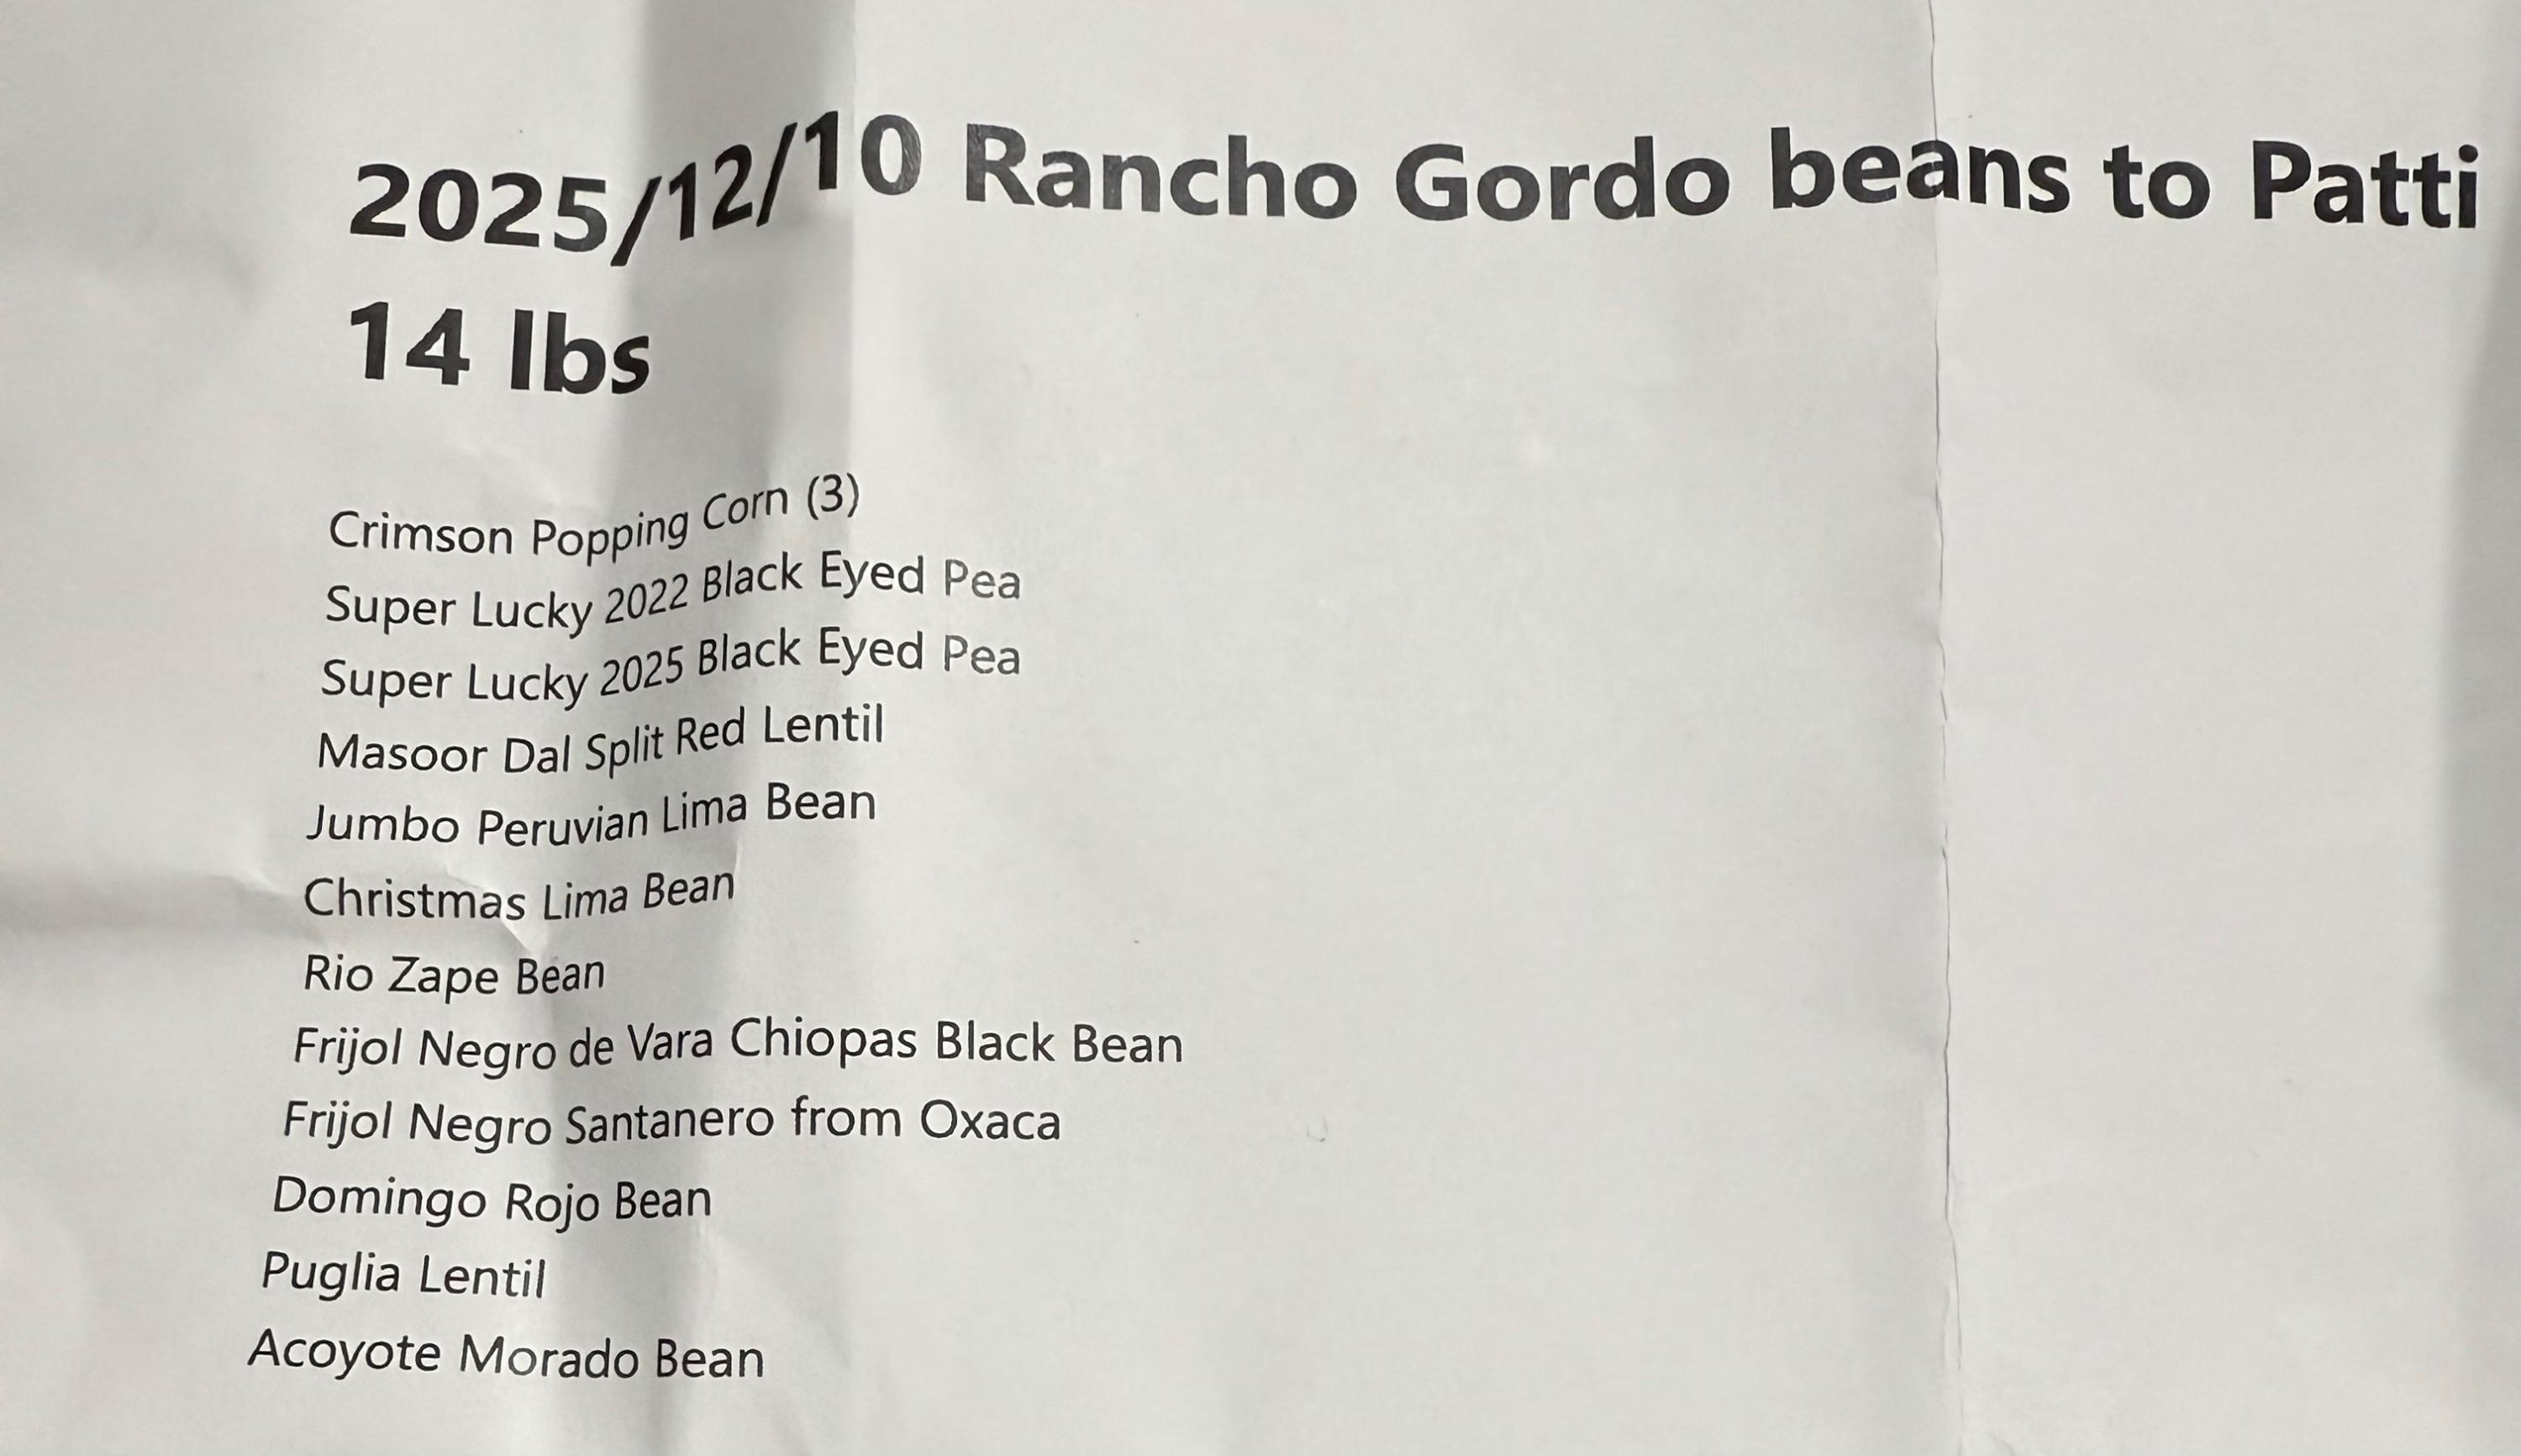 2025/12/10 Rancho Gordo beans to Patti
14 lbs
Crimson Popping Corn (3)
Super Lucky 2022 Black Eyed Pea
Super Lucky 2025 Black Eyed Pea
Masoor Dal Split Red Lentil
Jumbo Peruvian Lima Bean
Christmas Lima Bean
Rio Zape Bean
Frijol Negro de Vara Chiopas Black Bean
Frijol Negro Santanero from Oxaca
Domingo Rojo Bean
Puglia Lentil
Acoyote Morado Bean